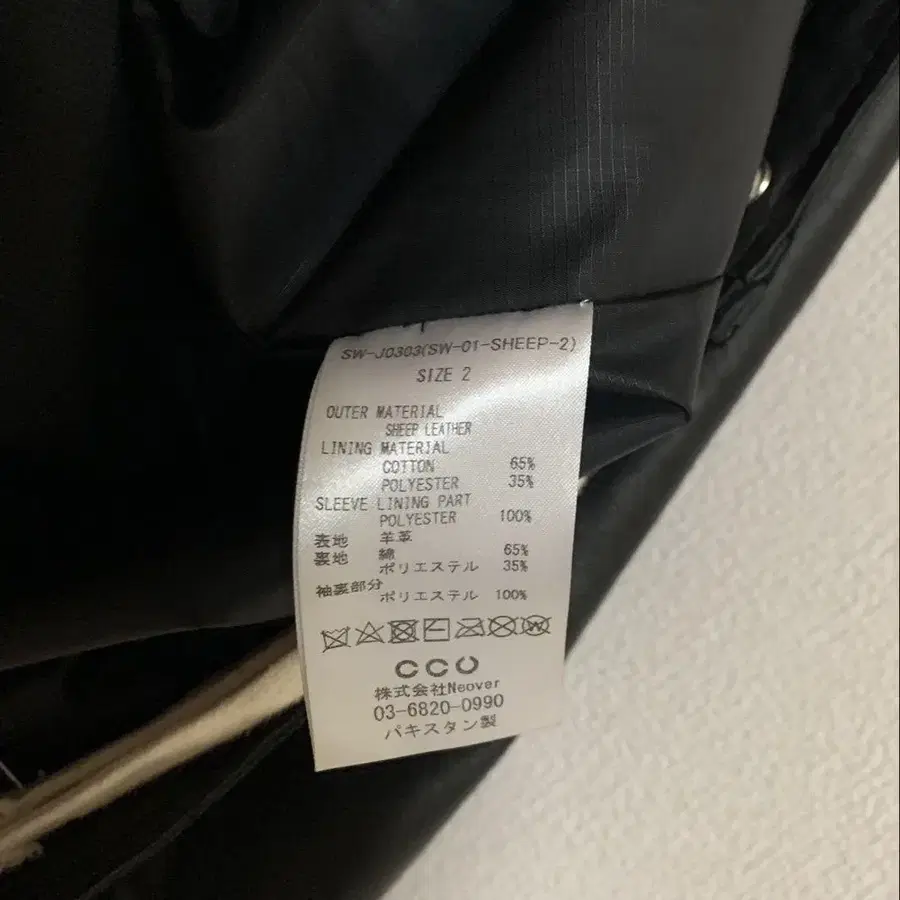 SW-J0303(SW-01-SHEEP-2)
SIZE 2
OUTER MATERIAL
SHEEP LEATHER
LINING MATERIAL
COTTON 65%
POLYESTER 35%
SLEEVE LINING PART
POLYESTER 100%
表地 羊革
裏地 綿 65%
ポリエステル 35%
袖裏部分
ポリエステル 100%
CCU
株式会社Neover
03-6820-0990
パキスタン製